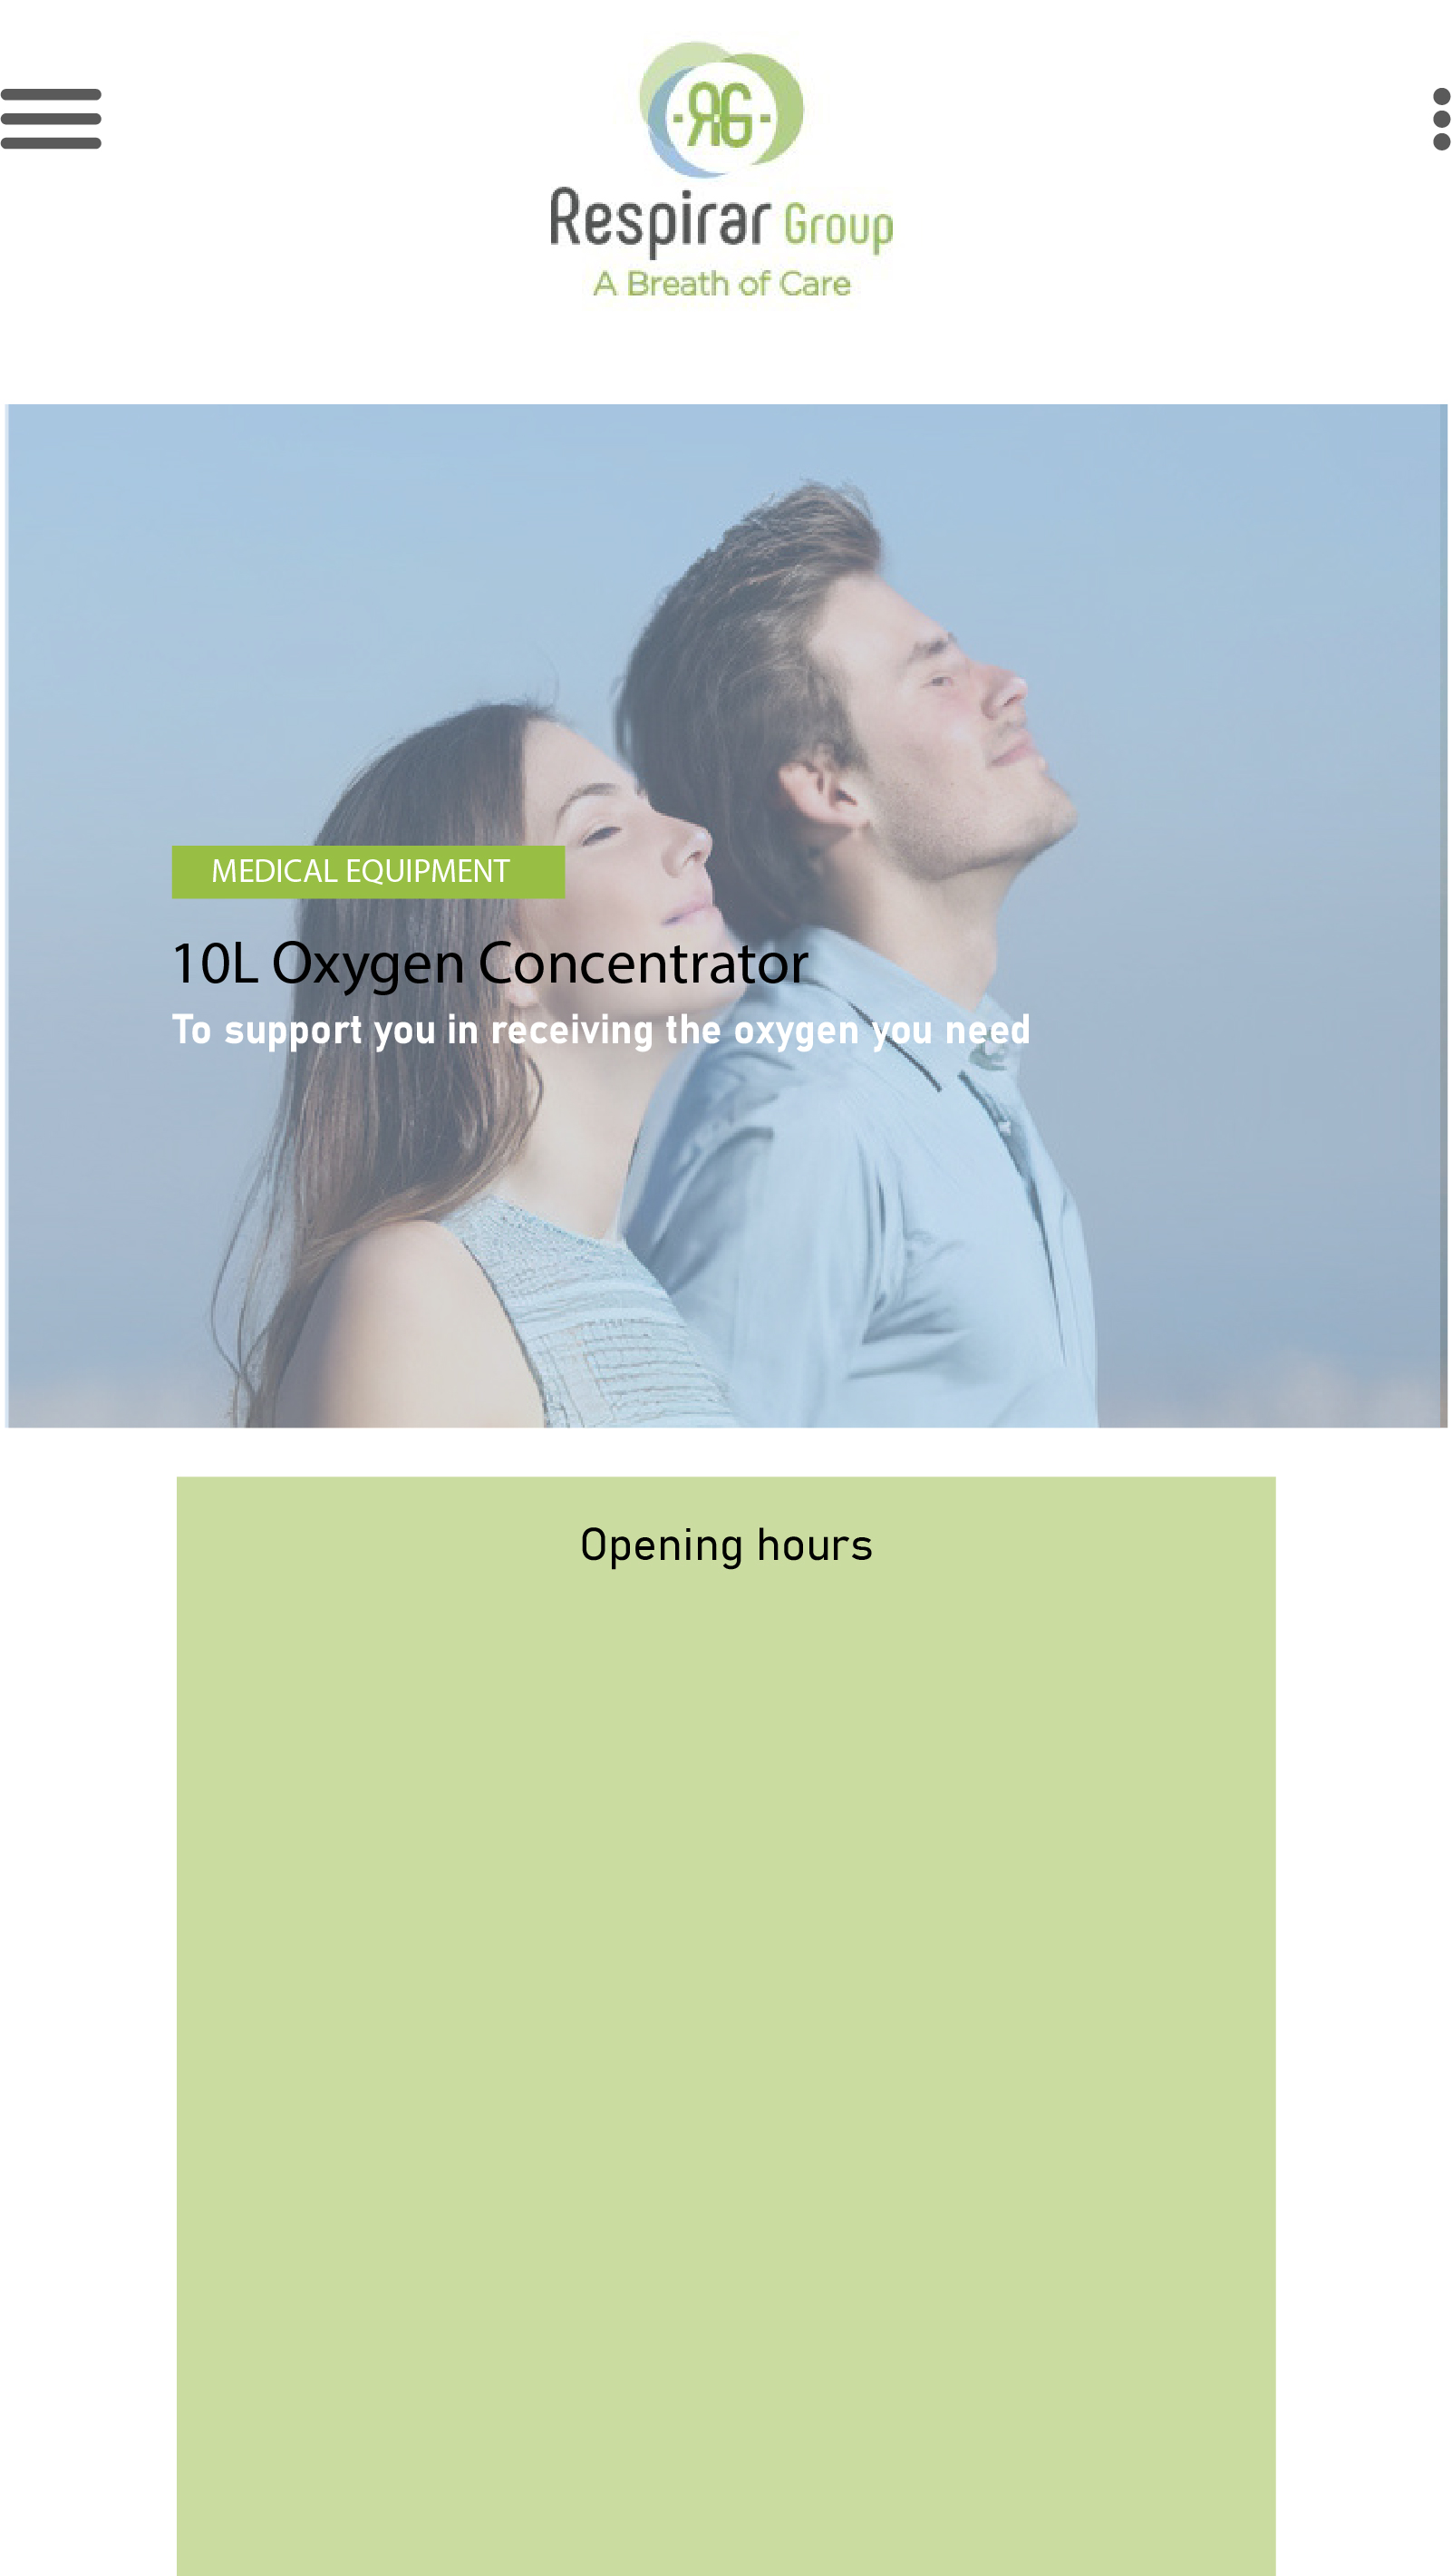 RG
Respirar Group
A Breath of Care
MEDICAL EQUIPMENT
10L Oxygen Concentrator
To support you in receiving the oxygen you need
Opening hours